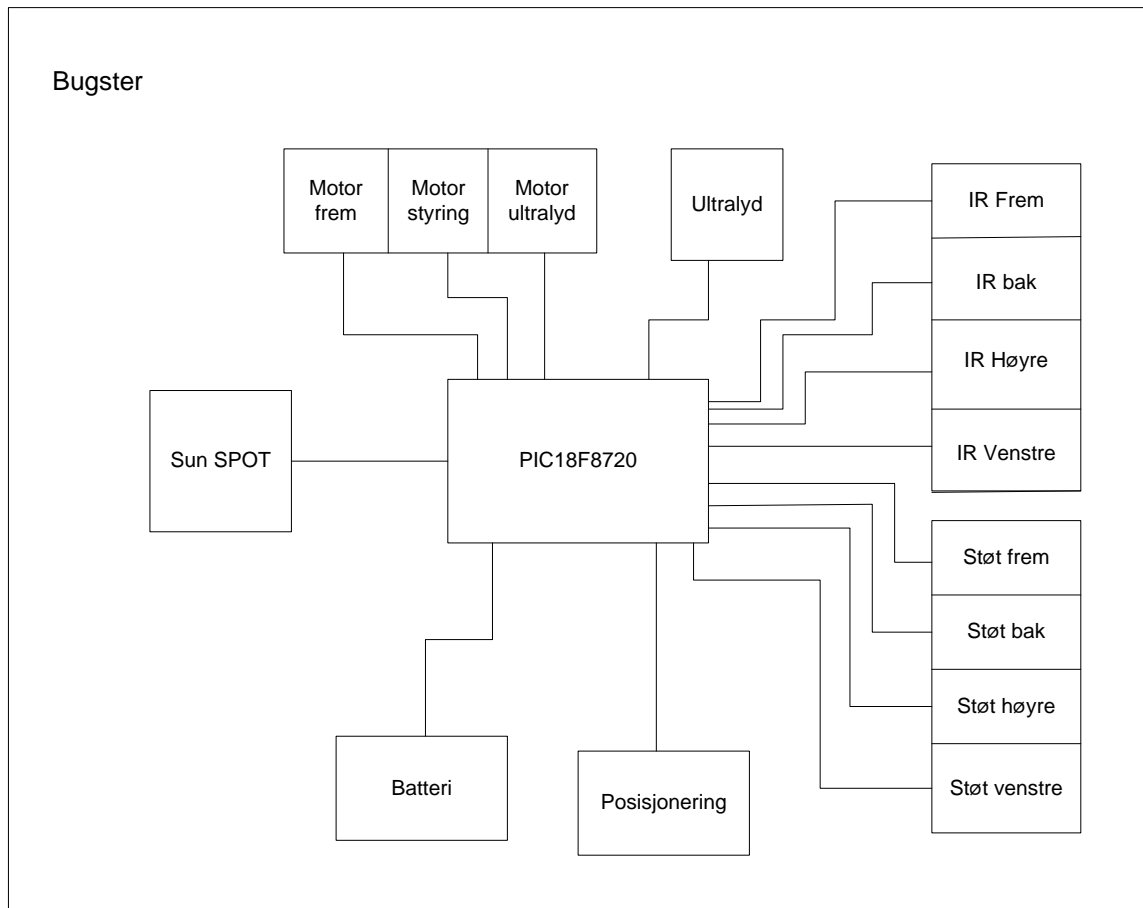 Bugster
Motor
frem
Motor
styring
Motor
ultralyd
Ultralyd
IR Frem
IR bak
IR Høyre
IR Venstre
Sun SPOT
PIC18F8720
Støt frem
Støt bak
Støt høyre
Støt venstre
Batteri
Posisjonering